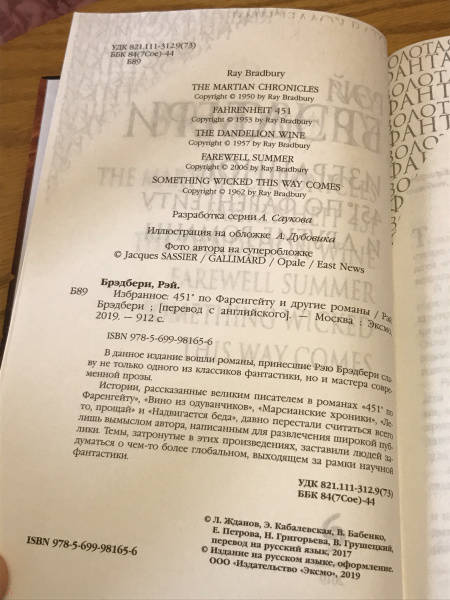 УДК 821.111-312.9(73)
ББК 84(7Сое)-44
Б89
Ray Bradbury
THE MARTIAN CHRONICLES
Copyright © 1950 by Ray Bradbury
FAHRENHEIT 451
Copyright © 1953 by Ray Bradbury
THE DANDELION WINE
Copyright © 1957 by Ray Bradbury
FAREWELL SUMMER
Copyright © 2006 by Ray Bradbury
SOMETHING WICKED THIS WAY COMES
Copyright © 1962 by Ray Bradbury
Разработка серии А. Саукова
Иллюстрация на обложке А. Дубовика
Фото автора на суперобложке
© Jacques SASSIER / GALLIMARD / Opale / East News
Брэдбери, Рэй.
Б89 Избранное: 451° по Фаренгейту и другие романы / Рэй
Брэдбери ; [перевод с английского]. — Москва : Эксмо,
2019. — 912 с.
ISBN 978-5-699-98165-6
В данное издание вошли романы, принесшие Рэю Брэдбери сла-
ву не только одного из классиков фантастики, но и мастера совре-
менной прозы.
Истории, рассказанные великим писателем в романах «451° по
Фаренгейту», «Вино из одуванчиков», «Марсианские хроники», «Ле-
то, прощай» и «Надвигается беда», давно перестали считаться всего
лишь вымыслом автора, написанным для развлечения широкой пуб-
лики. Темы, затронутые в этих произведениях, заставили людей за-
думаться о чем-то более глобальном, выходящем за рамки научной
фантастики.
УДК 821.111-312.9(73)
ББК 84(7Сое)-44
© Л. Жданов, Э. Кабалевская, В. Бабенко,
Е. Петрова, Н. Григорьева, В. Грушецкий,
перевод на русский язык, 2017
© Издание на русском языке, оформление.
ООО «Издательство «Эксмо», 2019
ISBN 978-5-699-98165-6